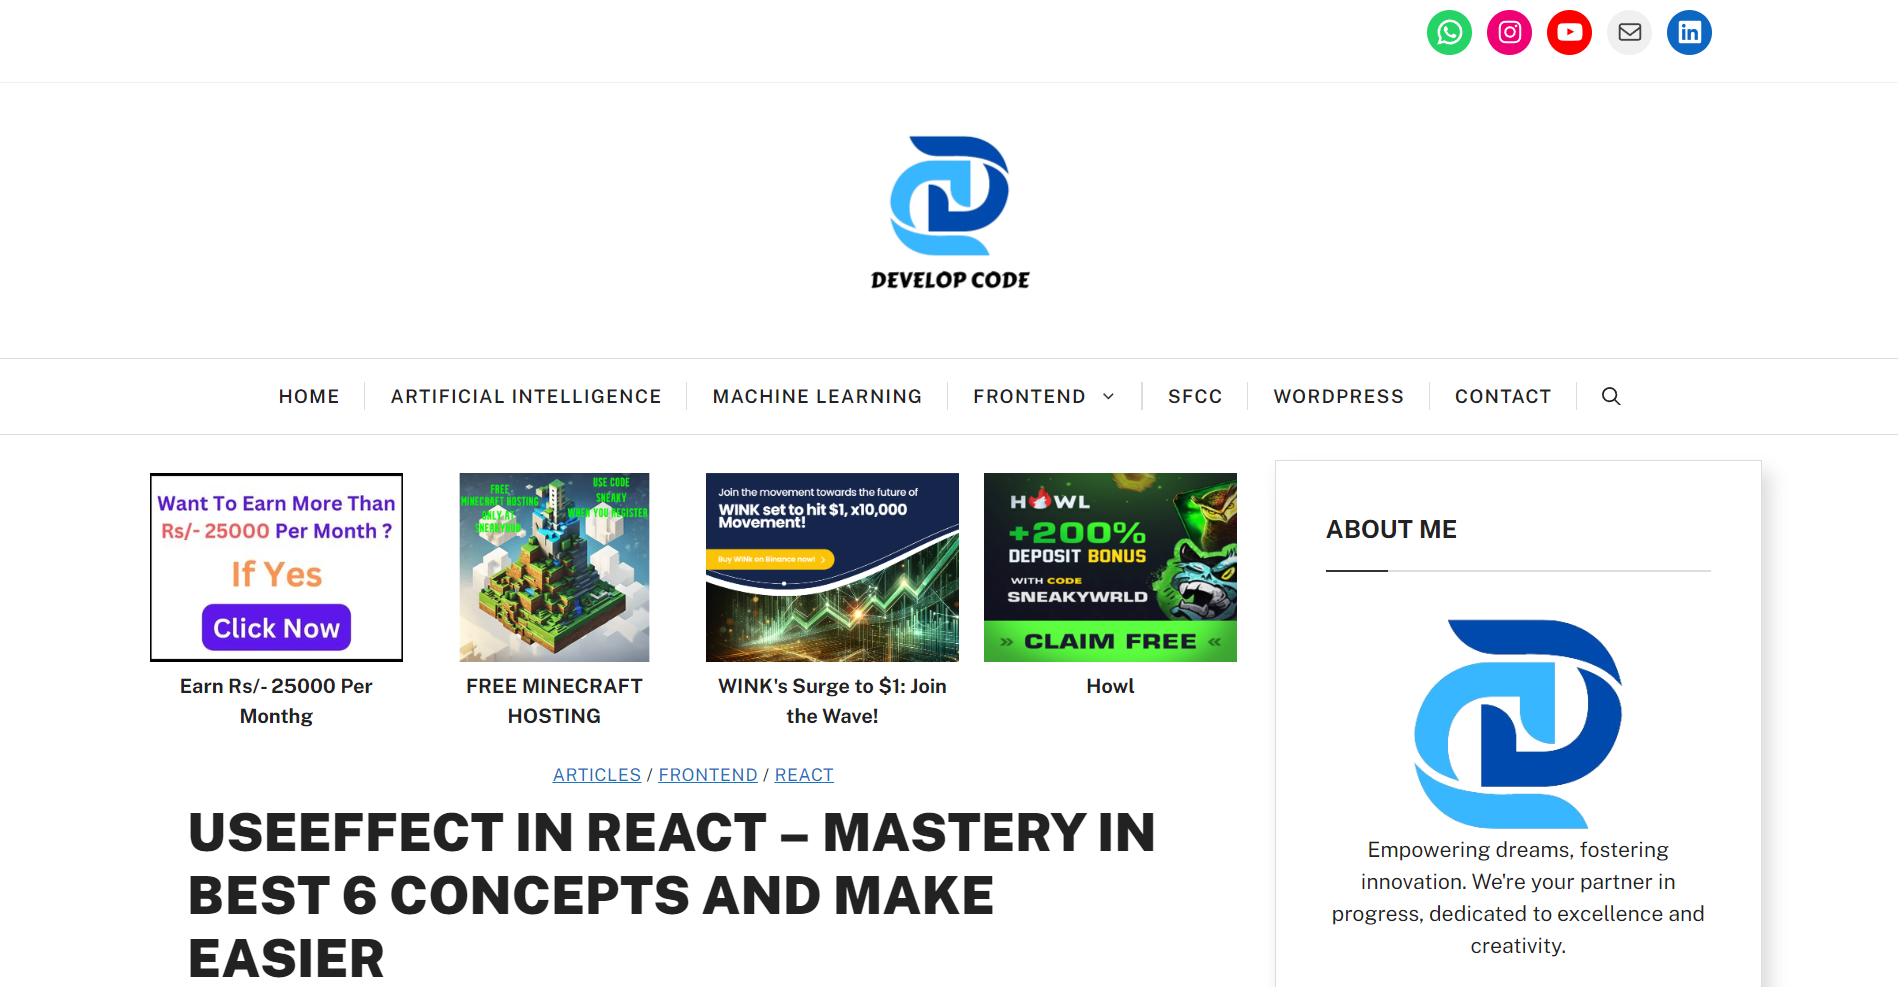 DEVELOP CODE
HOME
ARTIFICIAL INTELLIGENCE
MACHINE LEARNING
FRONTEND
SFCC
WORDPRESS
CONTACT
Want To Earn More Than
Rs/- 25000 Per Month ?
If Yes
Click Now
Earn Rs/- 25000 Per
Monthg
FREE
MINECRAFT HOSTING
ONLY AT
USE CODE
SNEAKY
WHEN YOU REGISTER
FREE MINECRAFT
HOSTING
Join the movement towards the future of
WINK set to hit $1, x10,000
Movement!
Buy WINk on Binance now!
WINK's Surge to $1: Join
the Wave!
HOWL
+200%
DEPOSIT BONUS
WITH CODE
SNEAKYWRLD
» CLAIM FREE «
Howl
ARTICLES / FRONTEND / REACT
USEEFFECT IN REACT – MASTERY IN
BEST 6 CONCEPTS AND MAKE
EASIER
ABOUT ME
Empowering dreams, fostering
innovation. We're your partner in
progress, dedicated to excellence and
creativity.